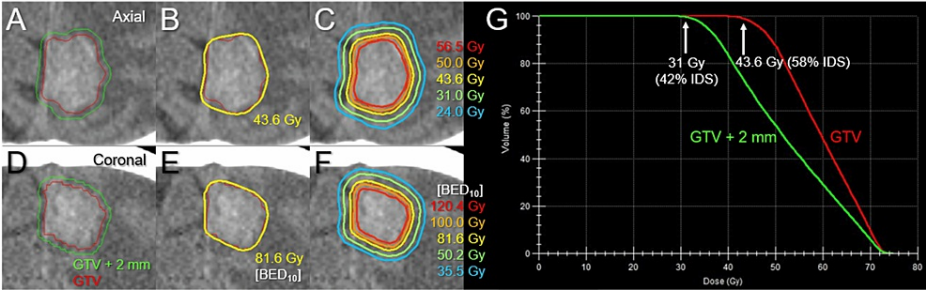 A
Axial
B
43.6 Gy
C
56.5 Gy
50.0 Gy
43.6 Gy
31.0 Gy
24.0 Gy
D
Coronal
GTV + 2 mm
GTV
E
81.6 Gy
[BED10]
F
[BED10]
120.4 Gy
100.0 Gy
81.6 Gy
50.2 Gy
35.5 Gy
G
100
80
60
40
20
0
Volume (%)
31 Gy
(42% IDS)
43.6 Gy (58% IDS)
GTV + 2 mm
GTV
0 10 20 30 40 50 60 70 80
Dose (Gy)